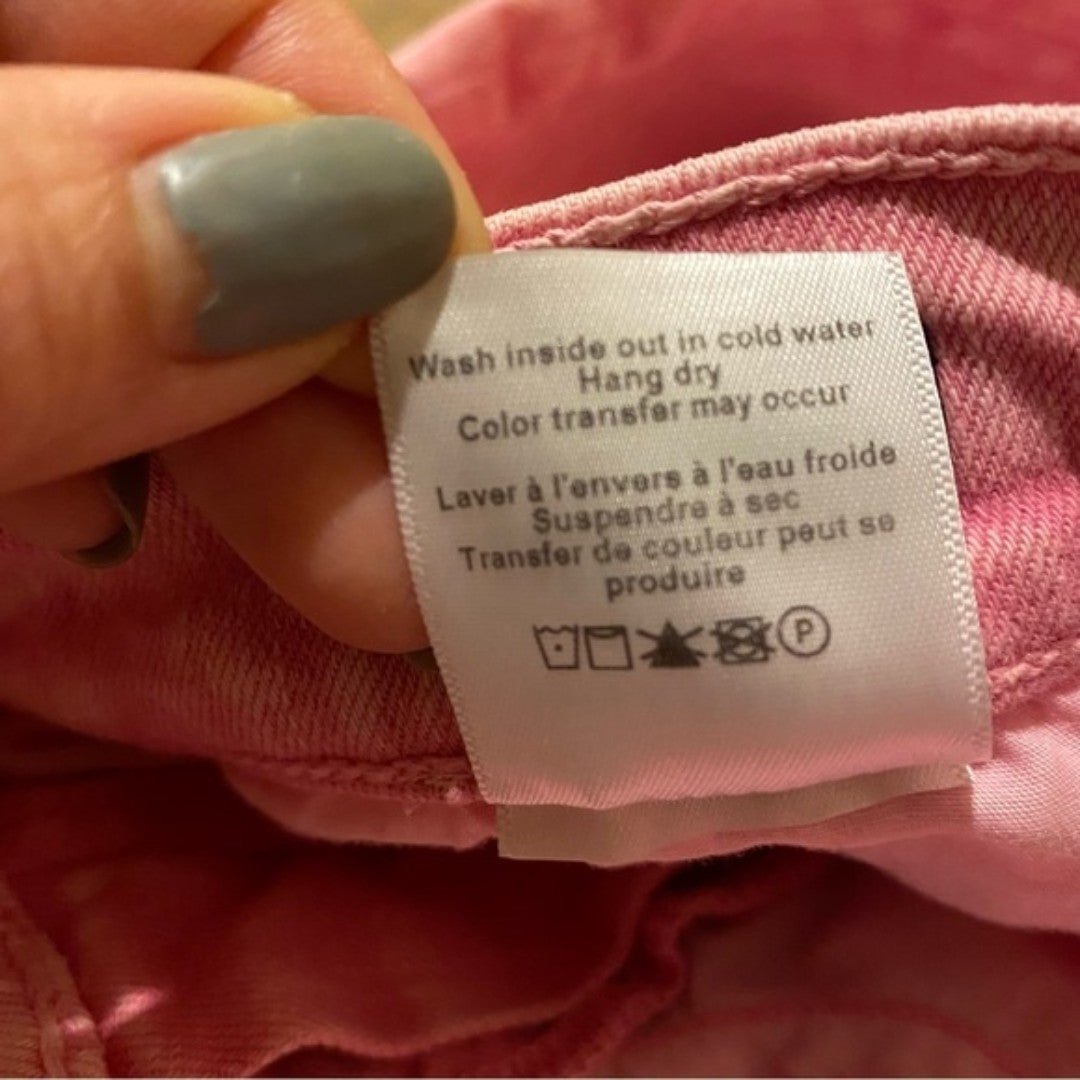 Wash inside out in cold water
Hang dry
Color transfer may occur
Laver à l'envers à l'eau froide
Suspendre à sec
Transfer de couleur peut se
produire
P